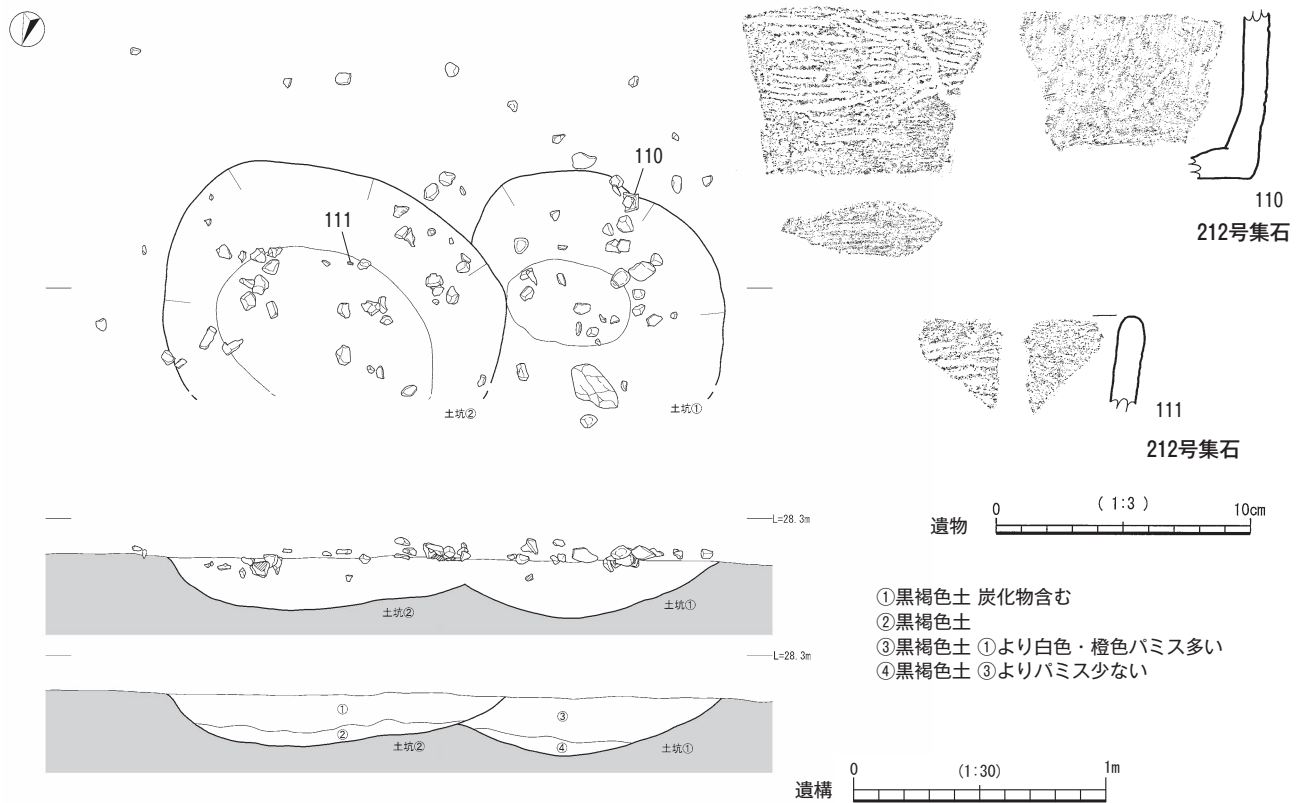 110
111
土坑②
土坑①
L=28.3m
土坑②
土坑①
L=28.3m
①
②
③
④
土坑②
土坑①
110
212号集石
111
212号集石
遺物
0
( 1:3 )
10cm
①黒褐色土 炭化物含む
②黒褐色土
③黒褐色土 ①より白色・橙色パミス多い
④黒褐色土 ③よりパミス少ない
遺構
0
(1:30)
1m